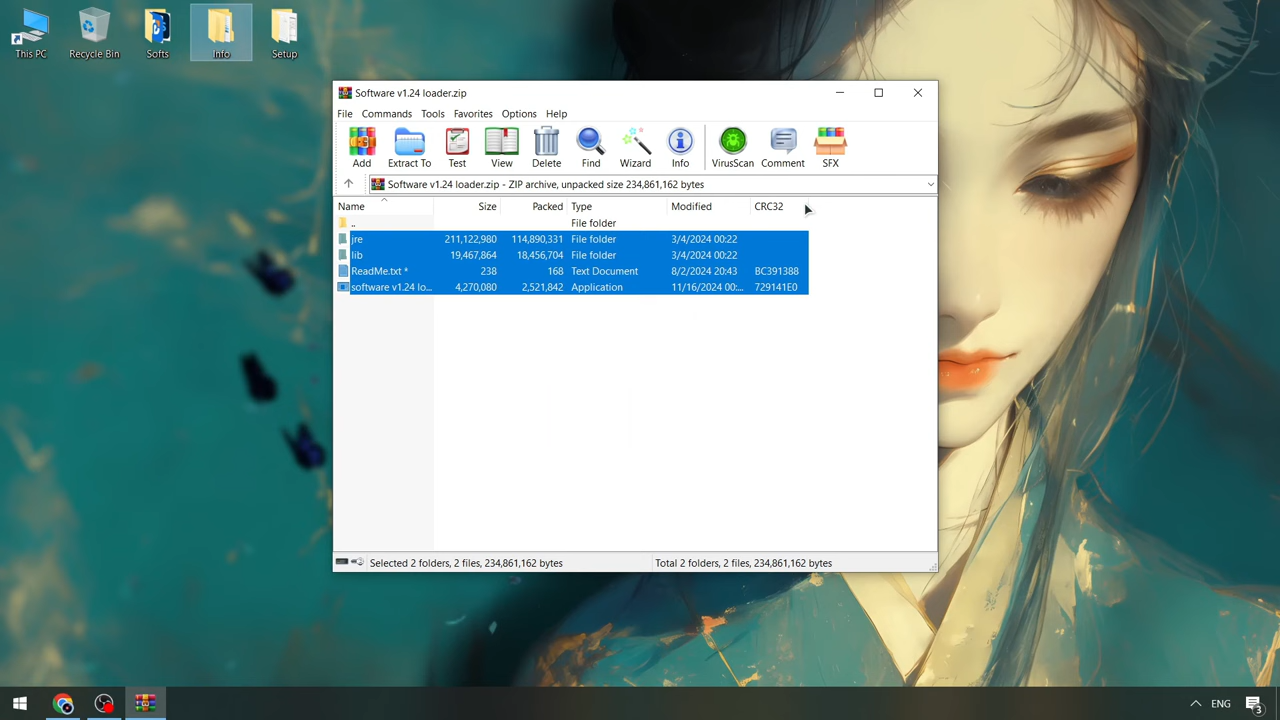 This PC
Recycle Bin
Softs
Info
Setup
Software v1.24 loader.zip
File Commands Tools Favorites Options Help
Add Extract To Test View Delete Find Wizard Info VirusScan Comment SFX
Software v1.24 loader.zip - ZIP archive, unpacked size 234,861,162 bytes
Name Size Packed Type Modified CRC32
.. File folder
jre 211,122,980 114,890,331 File folder 3/4/2024 00:22
lib 19,467,864 18,456,704 File folder 3/4/2024 00:22
ReadMe.txt * 238 168 Text Document 8/2/2024 20:43 BC391388
software v1.24 lo... 4,270,080 2,521,842 Application 11/16/2024 00:... 729141E0
Selected 2 folders, 2 files, 234,861,162 bytes
Total 2 folders, 2 files, 234,861,162 bytes
ENG
3